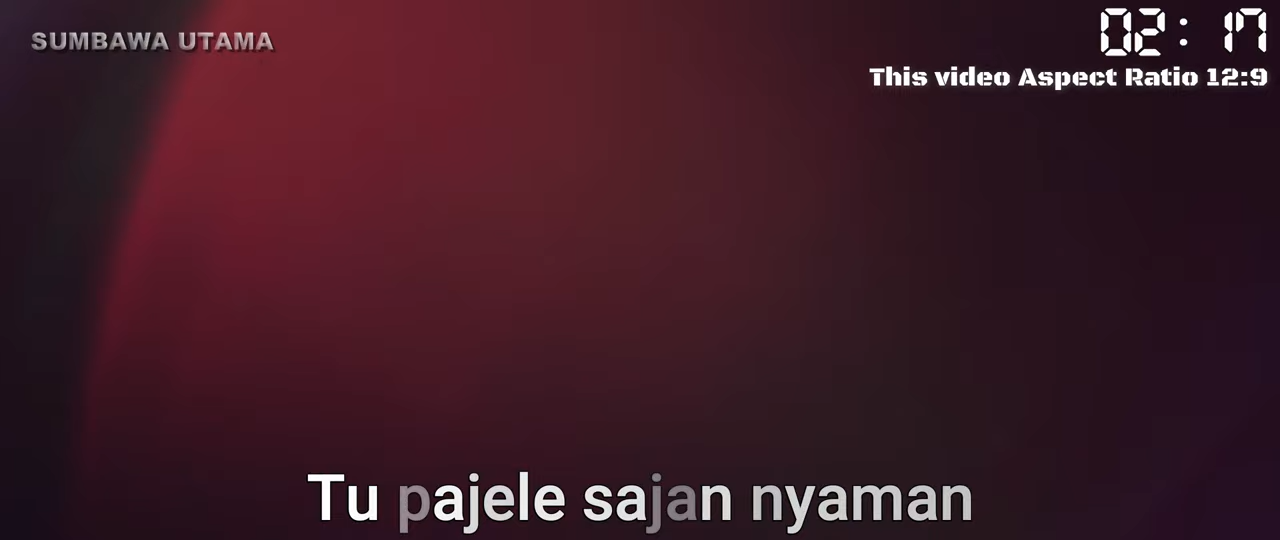 SUMBAWA UTAMA
02:17
This video Aspect Ratio 12:9
Tu pajele sajan nyaman